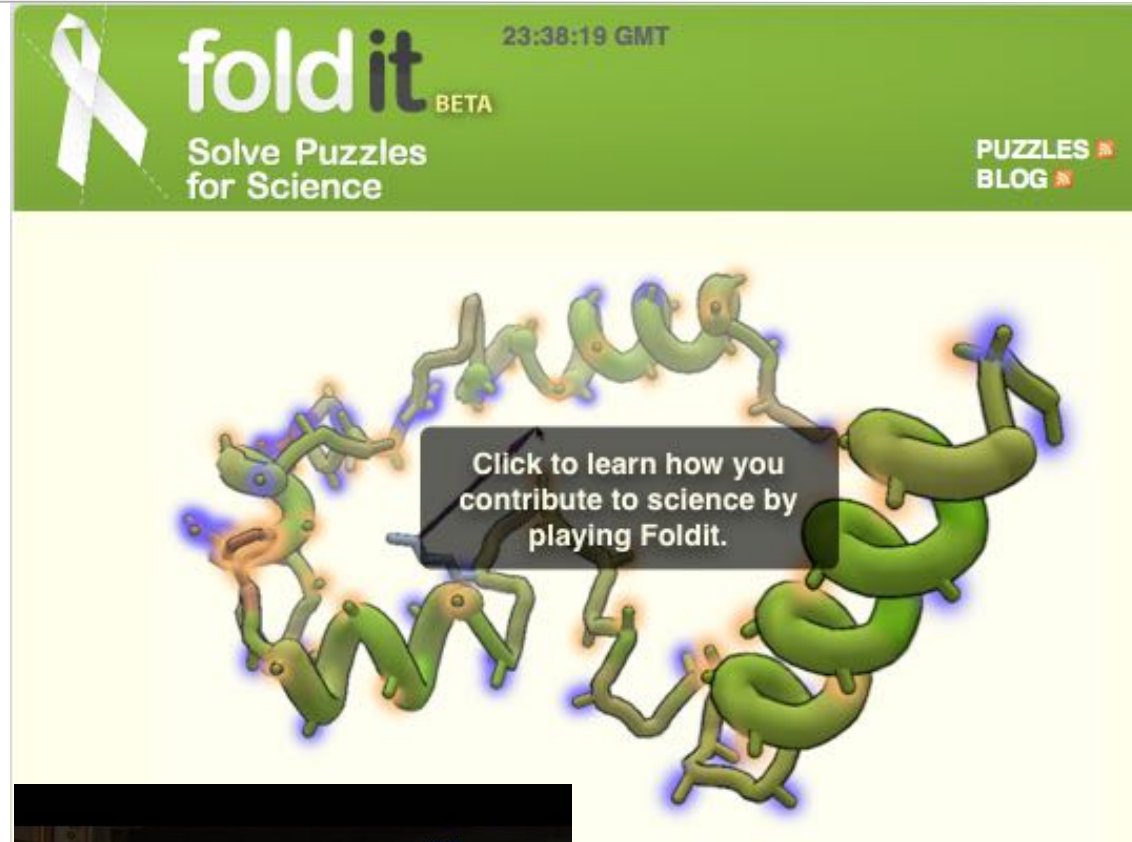 23:38:19 GMT
foldit BETA
Solve Puzzles
for Science
PUZZLES
BLOG
Click to learn how you
contribute to science by
playing Foldit.